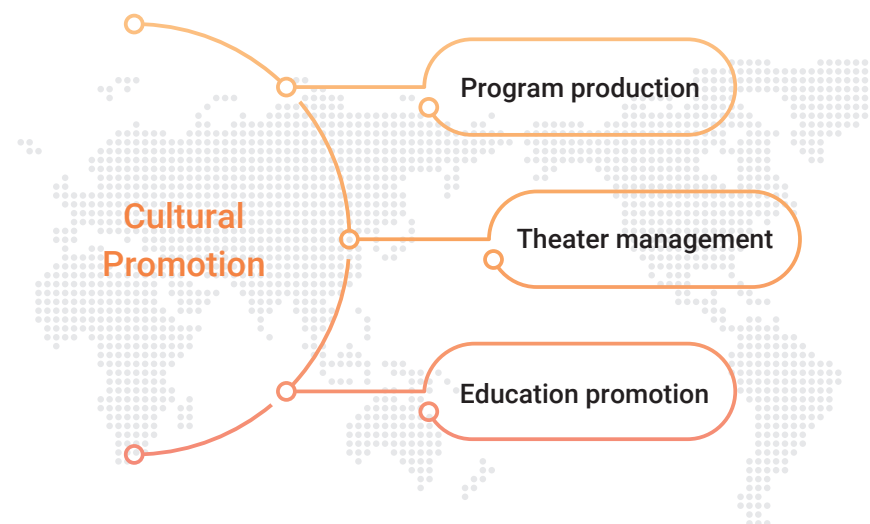 Cultural
Promotion
Program production
Theater management
Education promotion